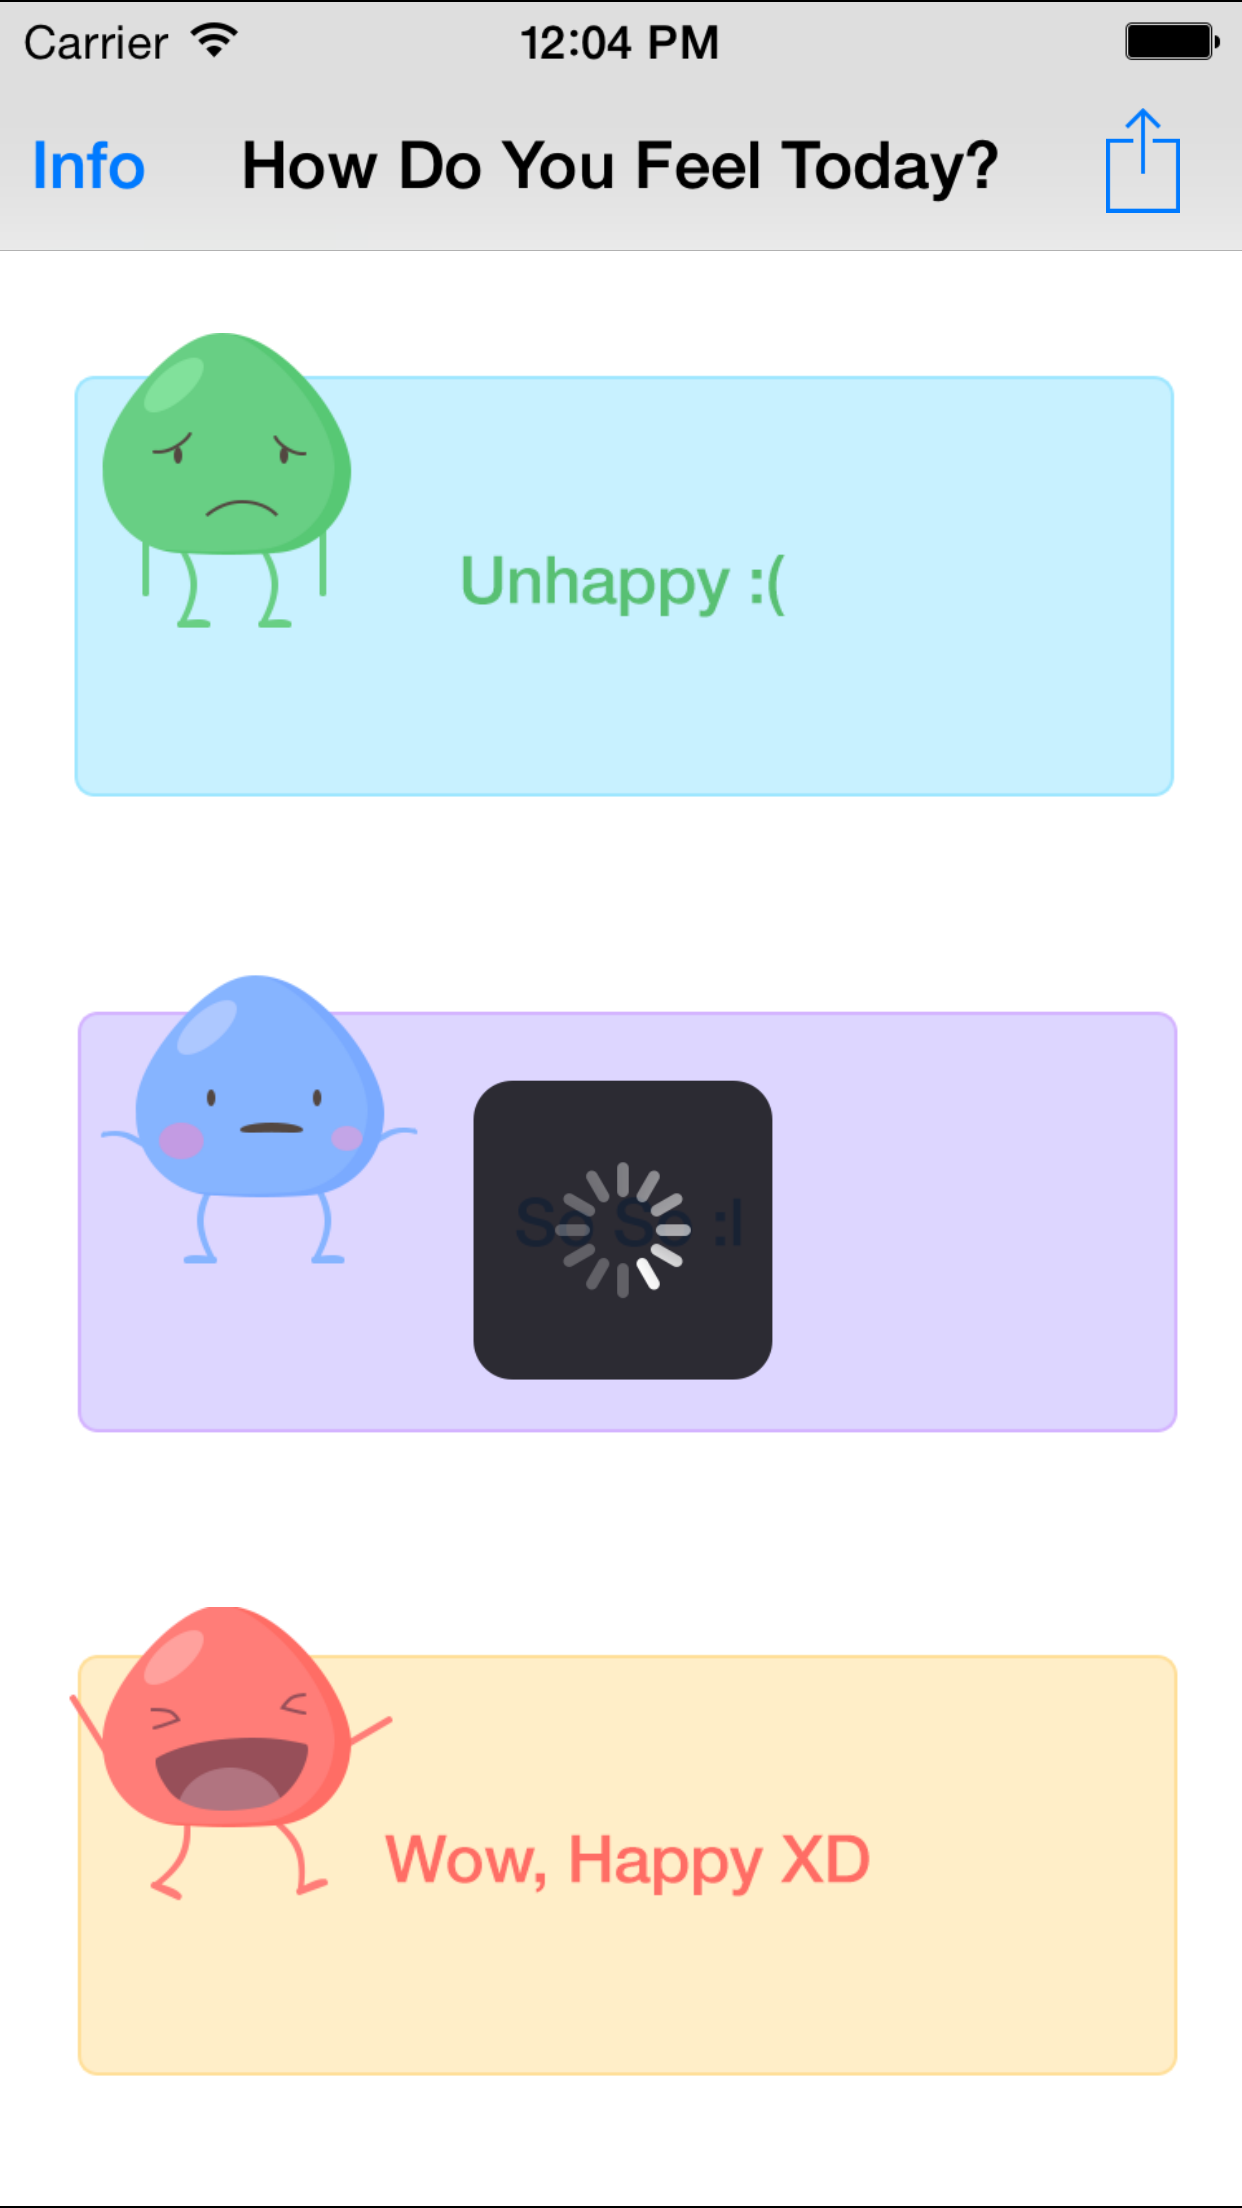 Carrier 12:04 PM
Info How Do You Feel Today?
Unhappy :(
So So :|
Wow, Happy XD